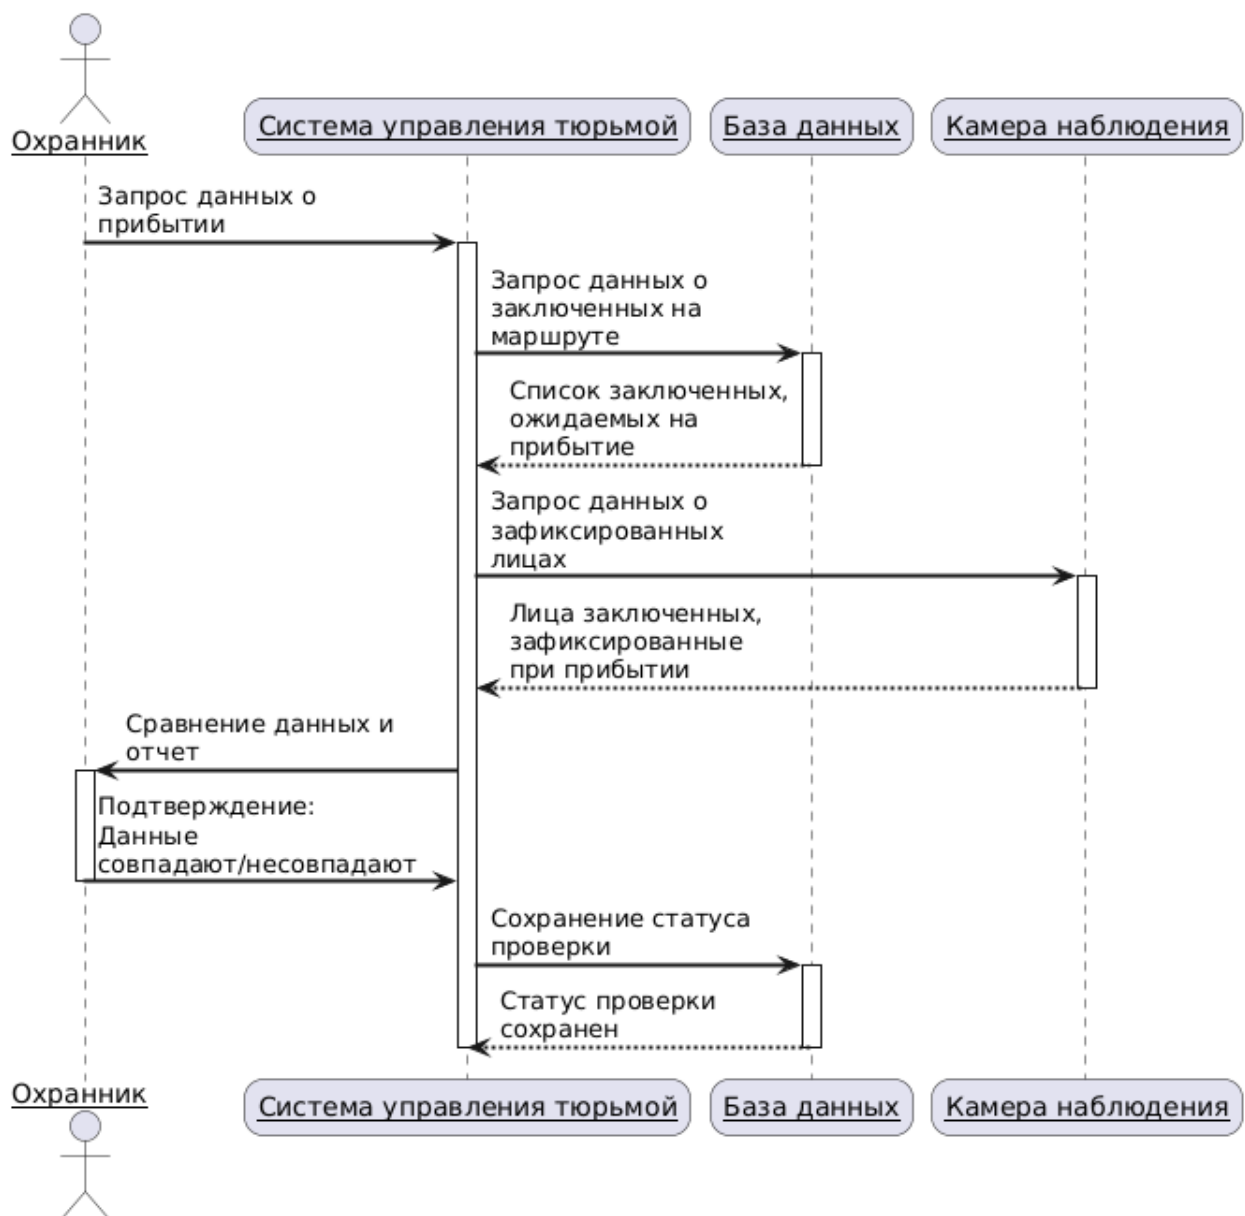 Охранник
Система управления тюрьмой
База данных
Камера наблюдения
Запрос данных о
прибытии
Запрос данных о
заключенных на
маршруте
Список заключенных,
ожидаемых на
прибытие
Запрос данных о
зафиксированных
лицах
Лица заключенных,
зафиксированные
при прибытии
Сравнение данных и
отчет
Подтверждение:
Данные
совпадают/несовпадают
Сохранение статуса
проверки
Статус проверки
сохранен
Охранник
Система управления тюрьмой
База данных
Камера наблюдения